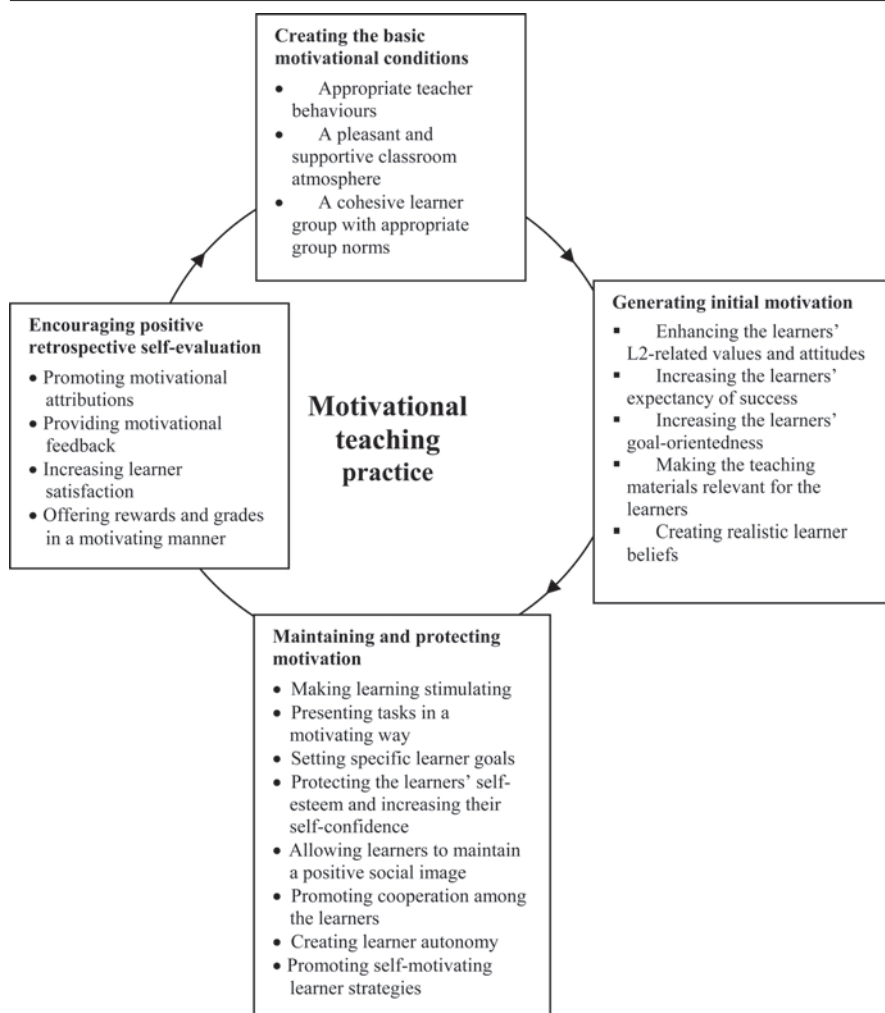 Creating the basic
motivational conditions
• Appropriate teacher
behaviours
• A pleasant and
supportive classroom
atmosphere
• A cohesive learner
group with appropriate
group norms
Generating initial motivation
▪ Enhancing the learners’
L2-related values and attitudes
▪ Increasing the learners’
expectancy of success
▪ Increasing the learners’
goal-orientedness
▪ Making the teaching
materials relevant for the
learners
▪ Creating realistic learner
beliefs
Encouraging positive
retrospective self-evaluation
• Promoting motivational
attributions
• Providing motivational
feedback
• Increasing learner
satisfaction
• Offering rewards and grades
in a motivating manner
Motivational
teaching
practice
Maintaining and protecting
motivation
• Making learning stimulating
• Presenting tasks in a
motivating way
• Setting specific learner goals
• Protecting the learners’ self-
esteem and increasing their
self-confidence
• Allowing learners to maintain
a positive social image
• Promoting cooperation among
the learners
• Creating learner autonomy
• Promoting self-motivating
learner strategies